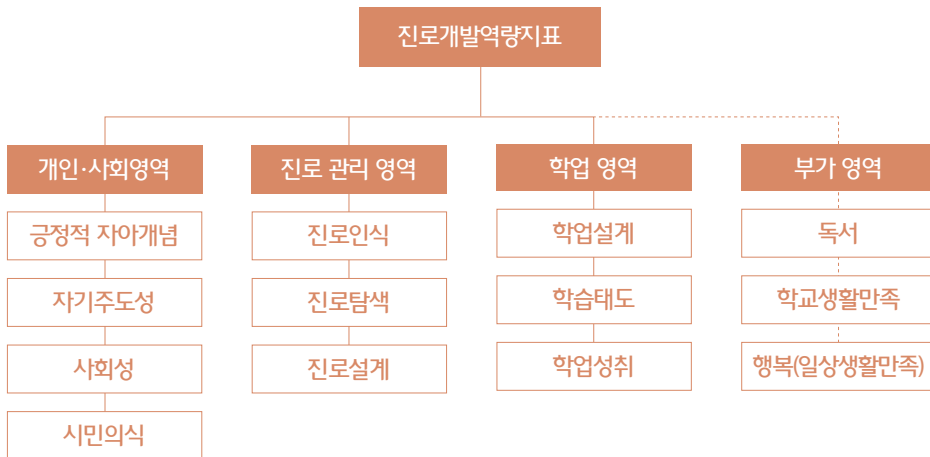 진로개발역량지표
개인·사회영역
긍정적 자아개념
자기주도성
사회성
시민의식
진로 관리 영역
진로인식
진로탐색
진로설계
학업 영역
학업설계
학습태도
학업성취
부가 영역
독서
학교생활만족
행복(일상생활만족)